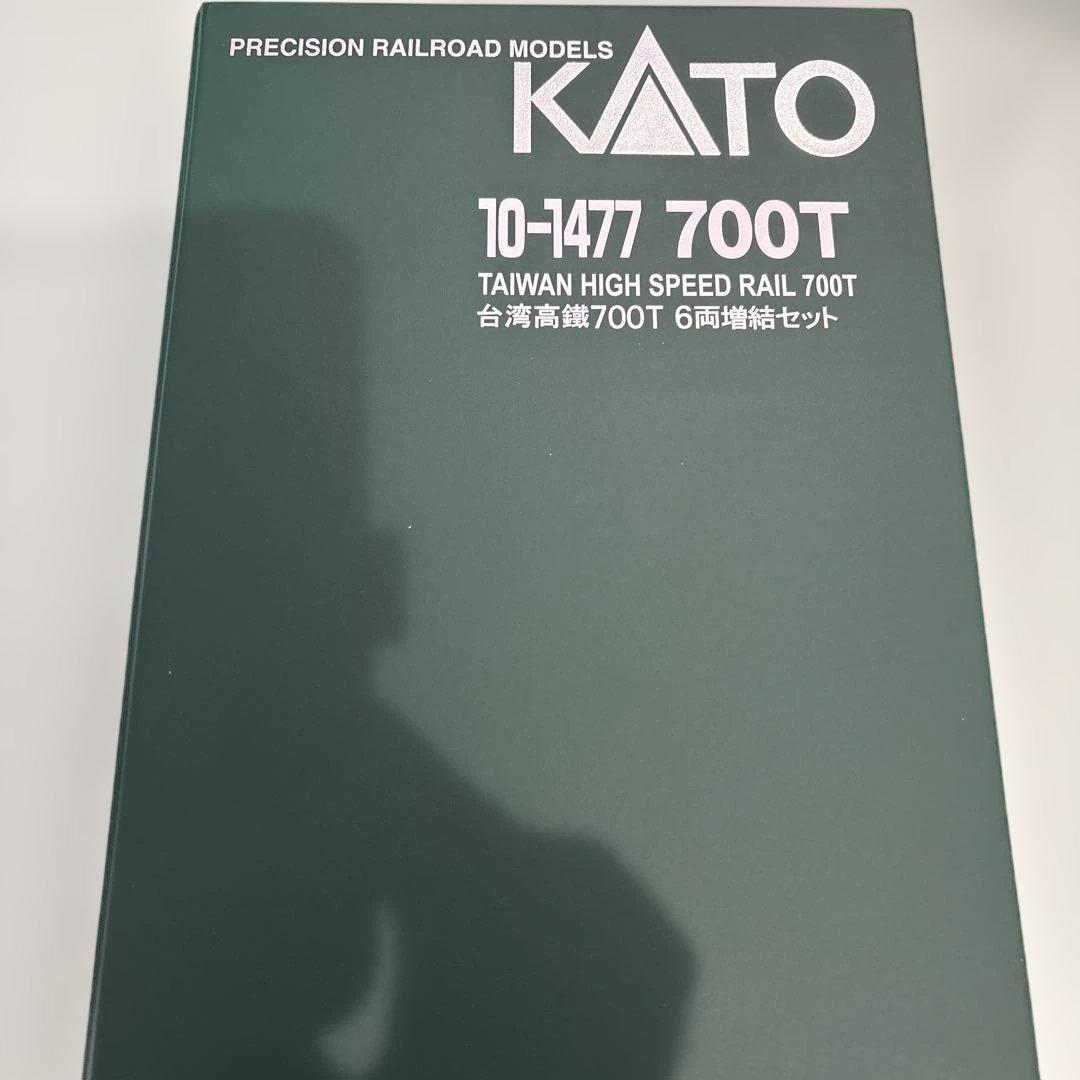 PRECISION RAILROAD MODELS
KATO
10-1477 700T
TAIWAN HIGH SPEED RAIL 700T
台湾高鐵700T 6両増結セット